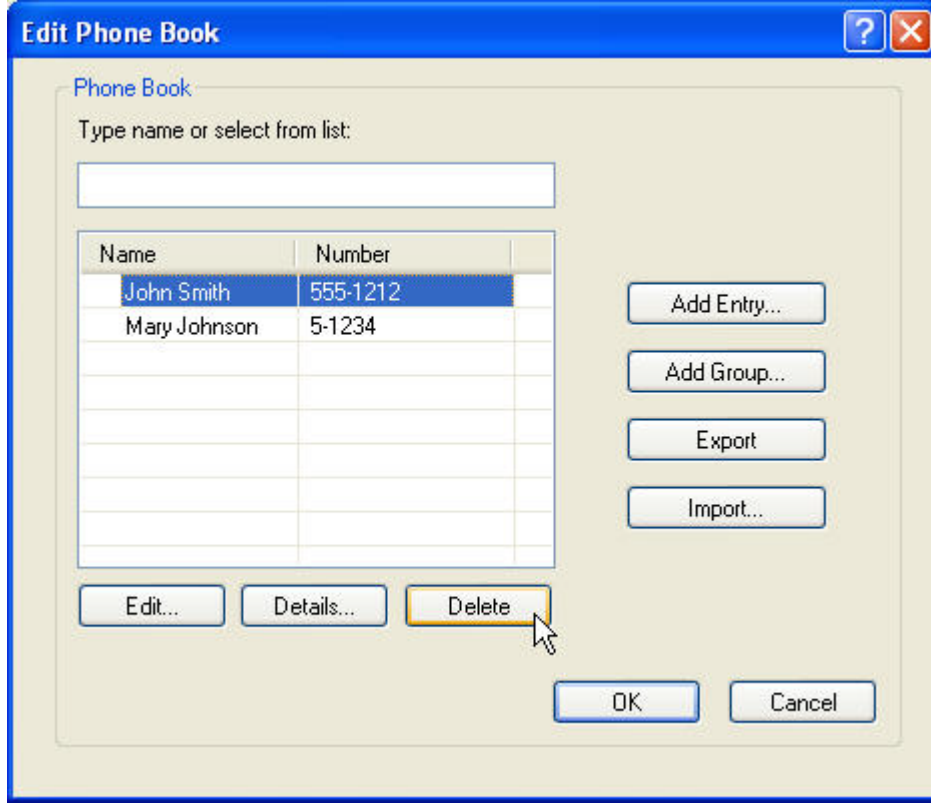 Edit Phone Book
Phone Book
Type name or select from list:
Name Number
John Smith 555-1212
Mary Johnson 5-1234
Add Entry...
Add Group...
Export
Import...
Edit... Details... Delete
OK Cancel